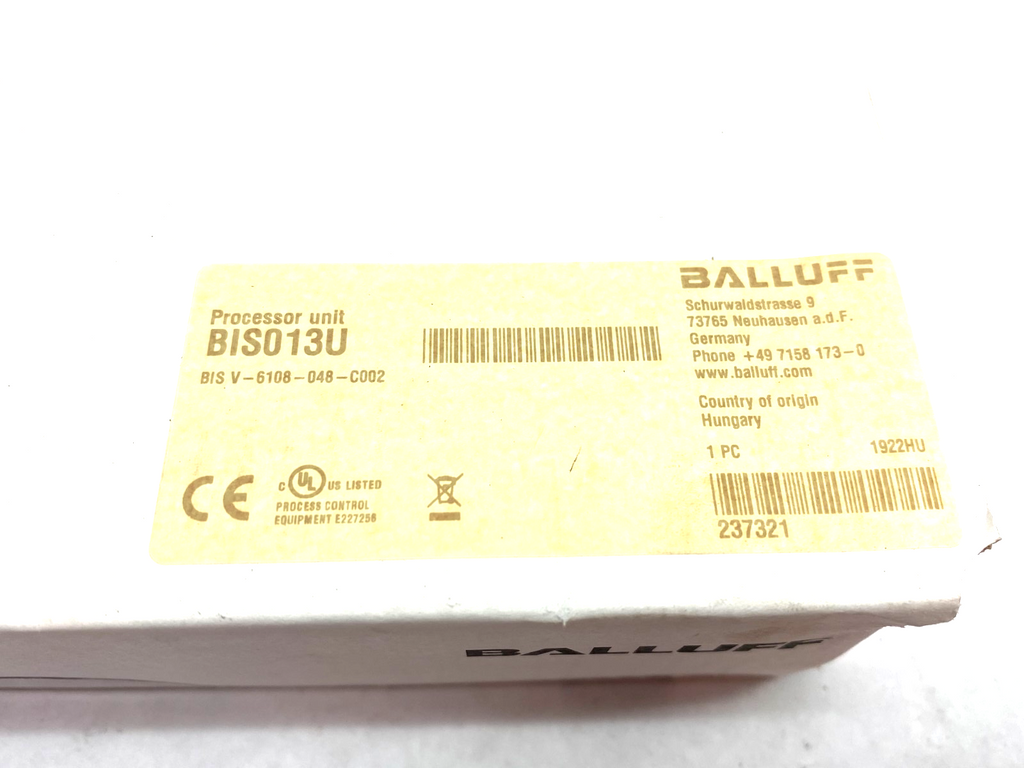 Processor unit
BIS013U
BIS V-6108-048-C002
BALLUFF
Schurwaldstrasse 9
73765 Neuhausen a.d.F.
Germany
Phone +49 7158 173-0
www.balluff.com
Country of origin
Hungary
1 PC 1922HU
237321
CE
C UL US LISTED
PROCESS CONTROL
EQUIPMENT E227256
BALLUFF